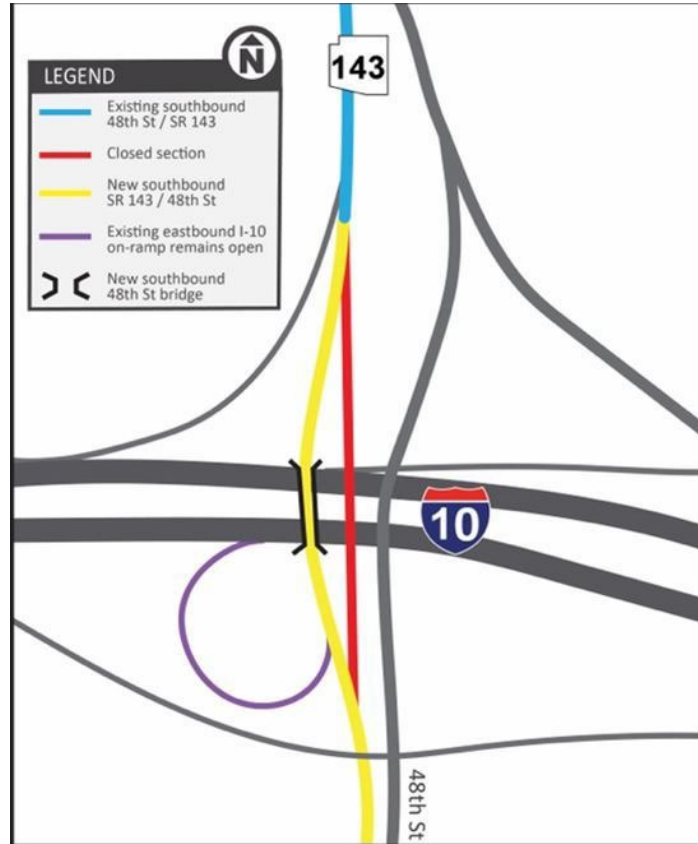 N
LEGEND
Existing southbound
48th St / SR 143
Closed section
New southbound
SR 143 / 48th St
Existing eastbound I-10
on-ramp remains open
New southbound
48th St bridge
143
10
48th St